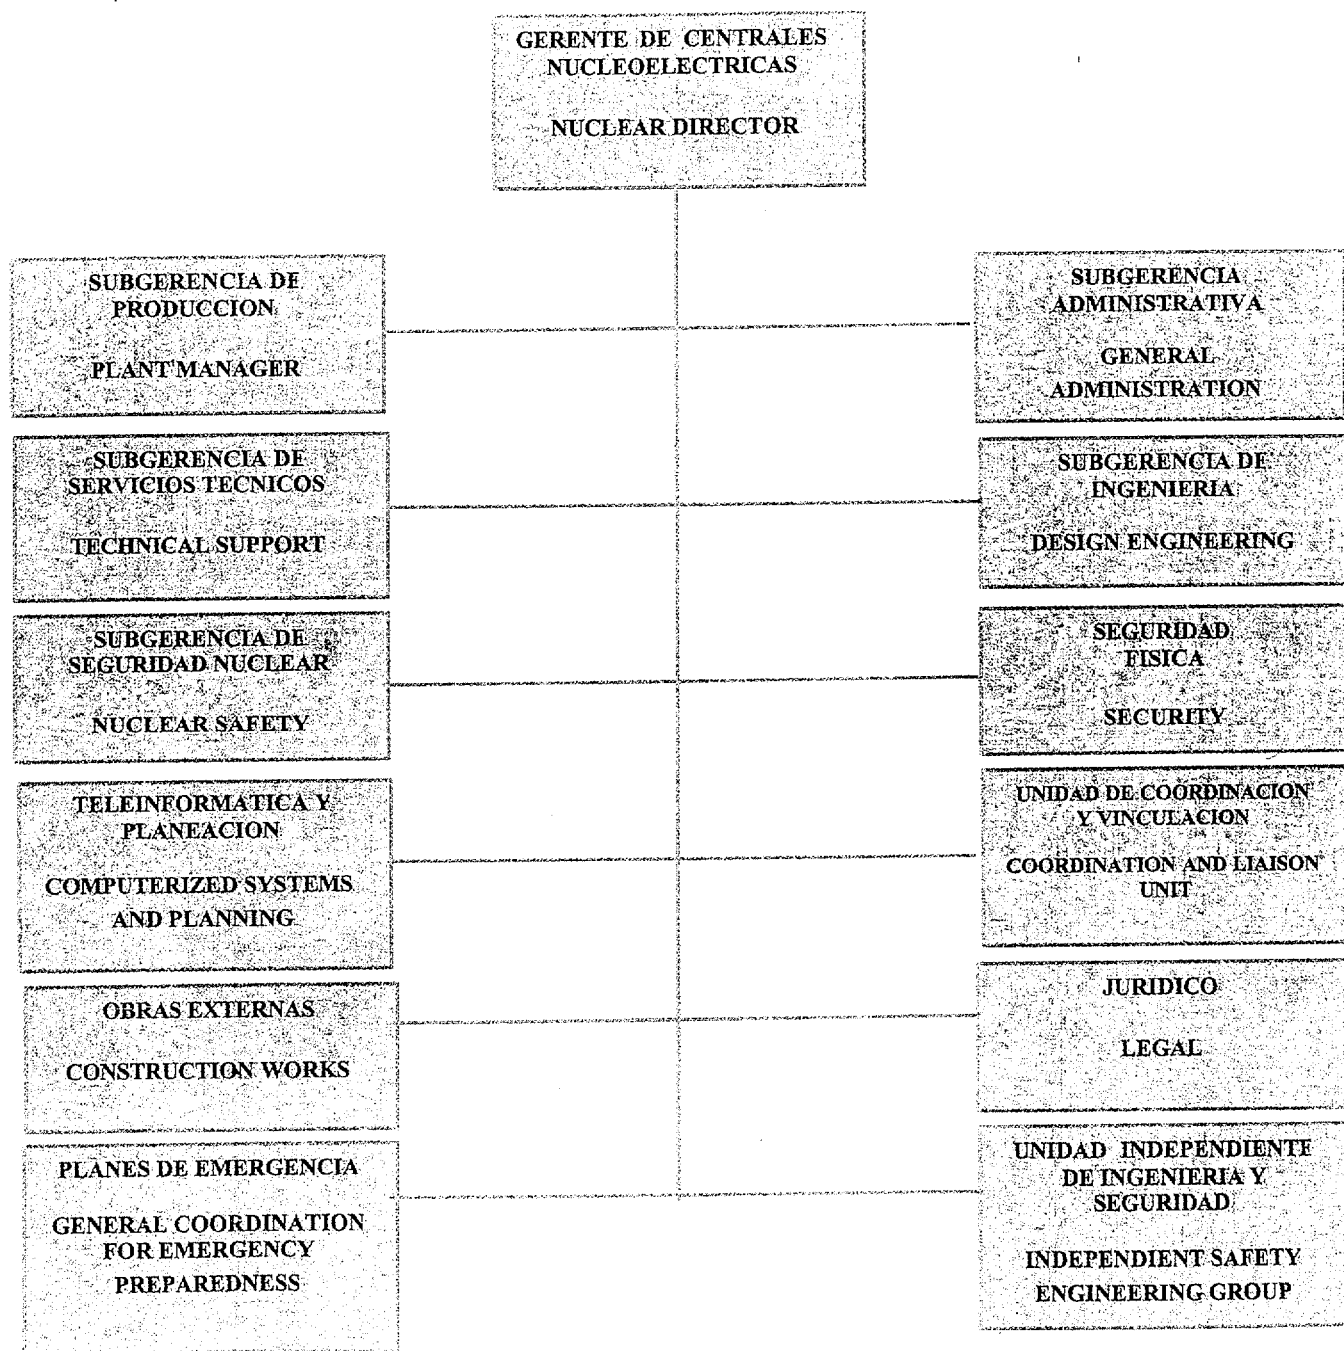 GERENTE DE CENTRALES
NUCLEOELECTRICAS
NUCLEAR DIRECTOR
SUBGERENCIA DE
PRODUCCION
PLANT MANAGER
SUBGERENCIA
ADMINISTRATIVA
GENERAL
ADMINISTRATION
SUBGERENCIA DE
SERVICIOS TECNICOS
TECHNICAL SUPPORT
SUBGERENCIA DE
INGENIERIA
DESIGN ENGINEERING
SUBGERENCIA DE
SEGURIDAD NUCLEAR
NUCLEAR SAFETY
SEGURIDAD
FISICA
SECURITY
TELEINFORMATICA Y
PLANEACION
COMPUTERIZED SYSTEMS
AND PLANNING
UNIDAD DE COORDINACION
Y VINCULACION
COORDINATION AND LIAISON
UNIT
OBRAS EXTERNAS
CONSTRUCTION WORKS
JURIDICO
LEGAL
PLANES DE EMERGENCIA
GENERAL COORDINATION
FOR EMERGENCY
PREPAREDNESS
UNIDAD INDEPENDIENTE
DE INGENIERIA Y
SEGURIDAD
INDEPENDENT SAFETY
ENGINEERING GROUP